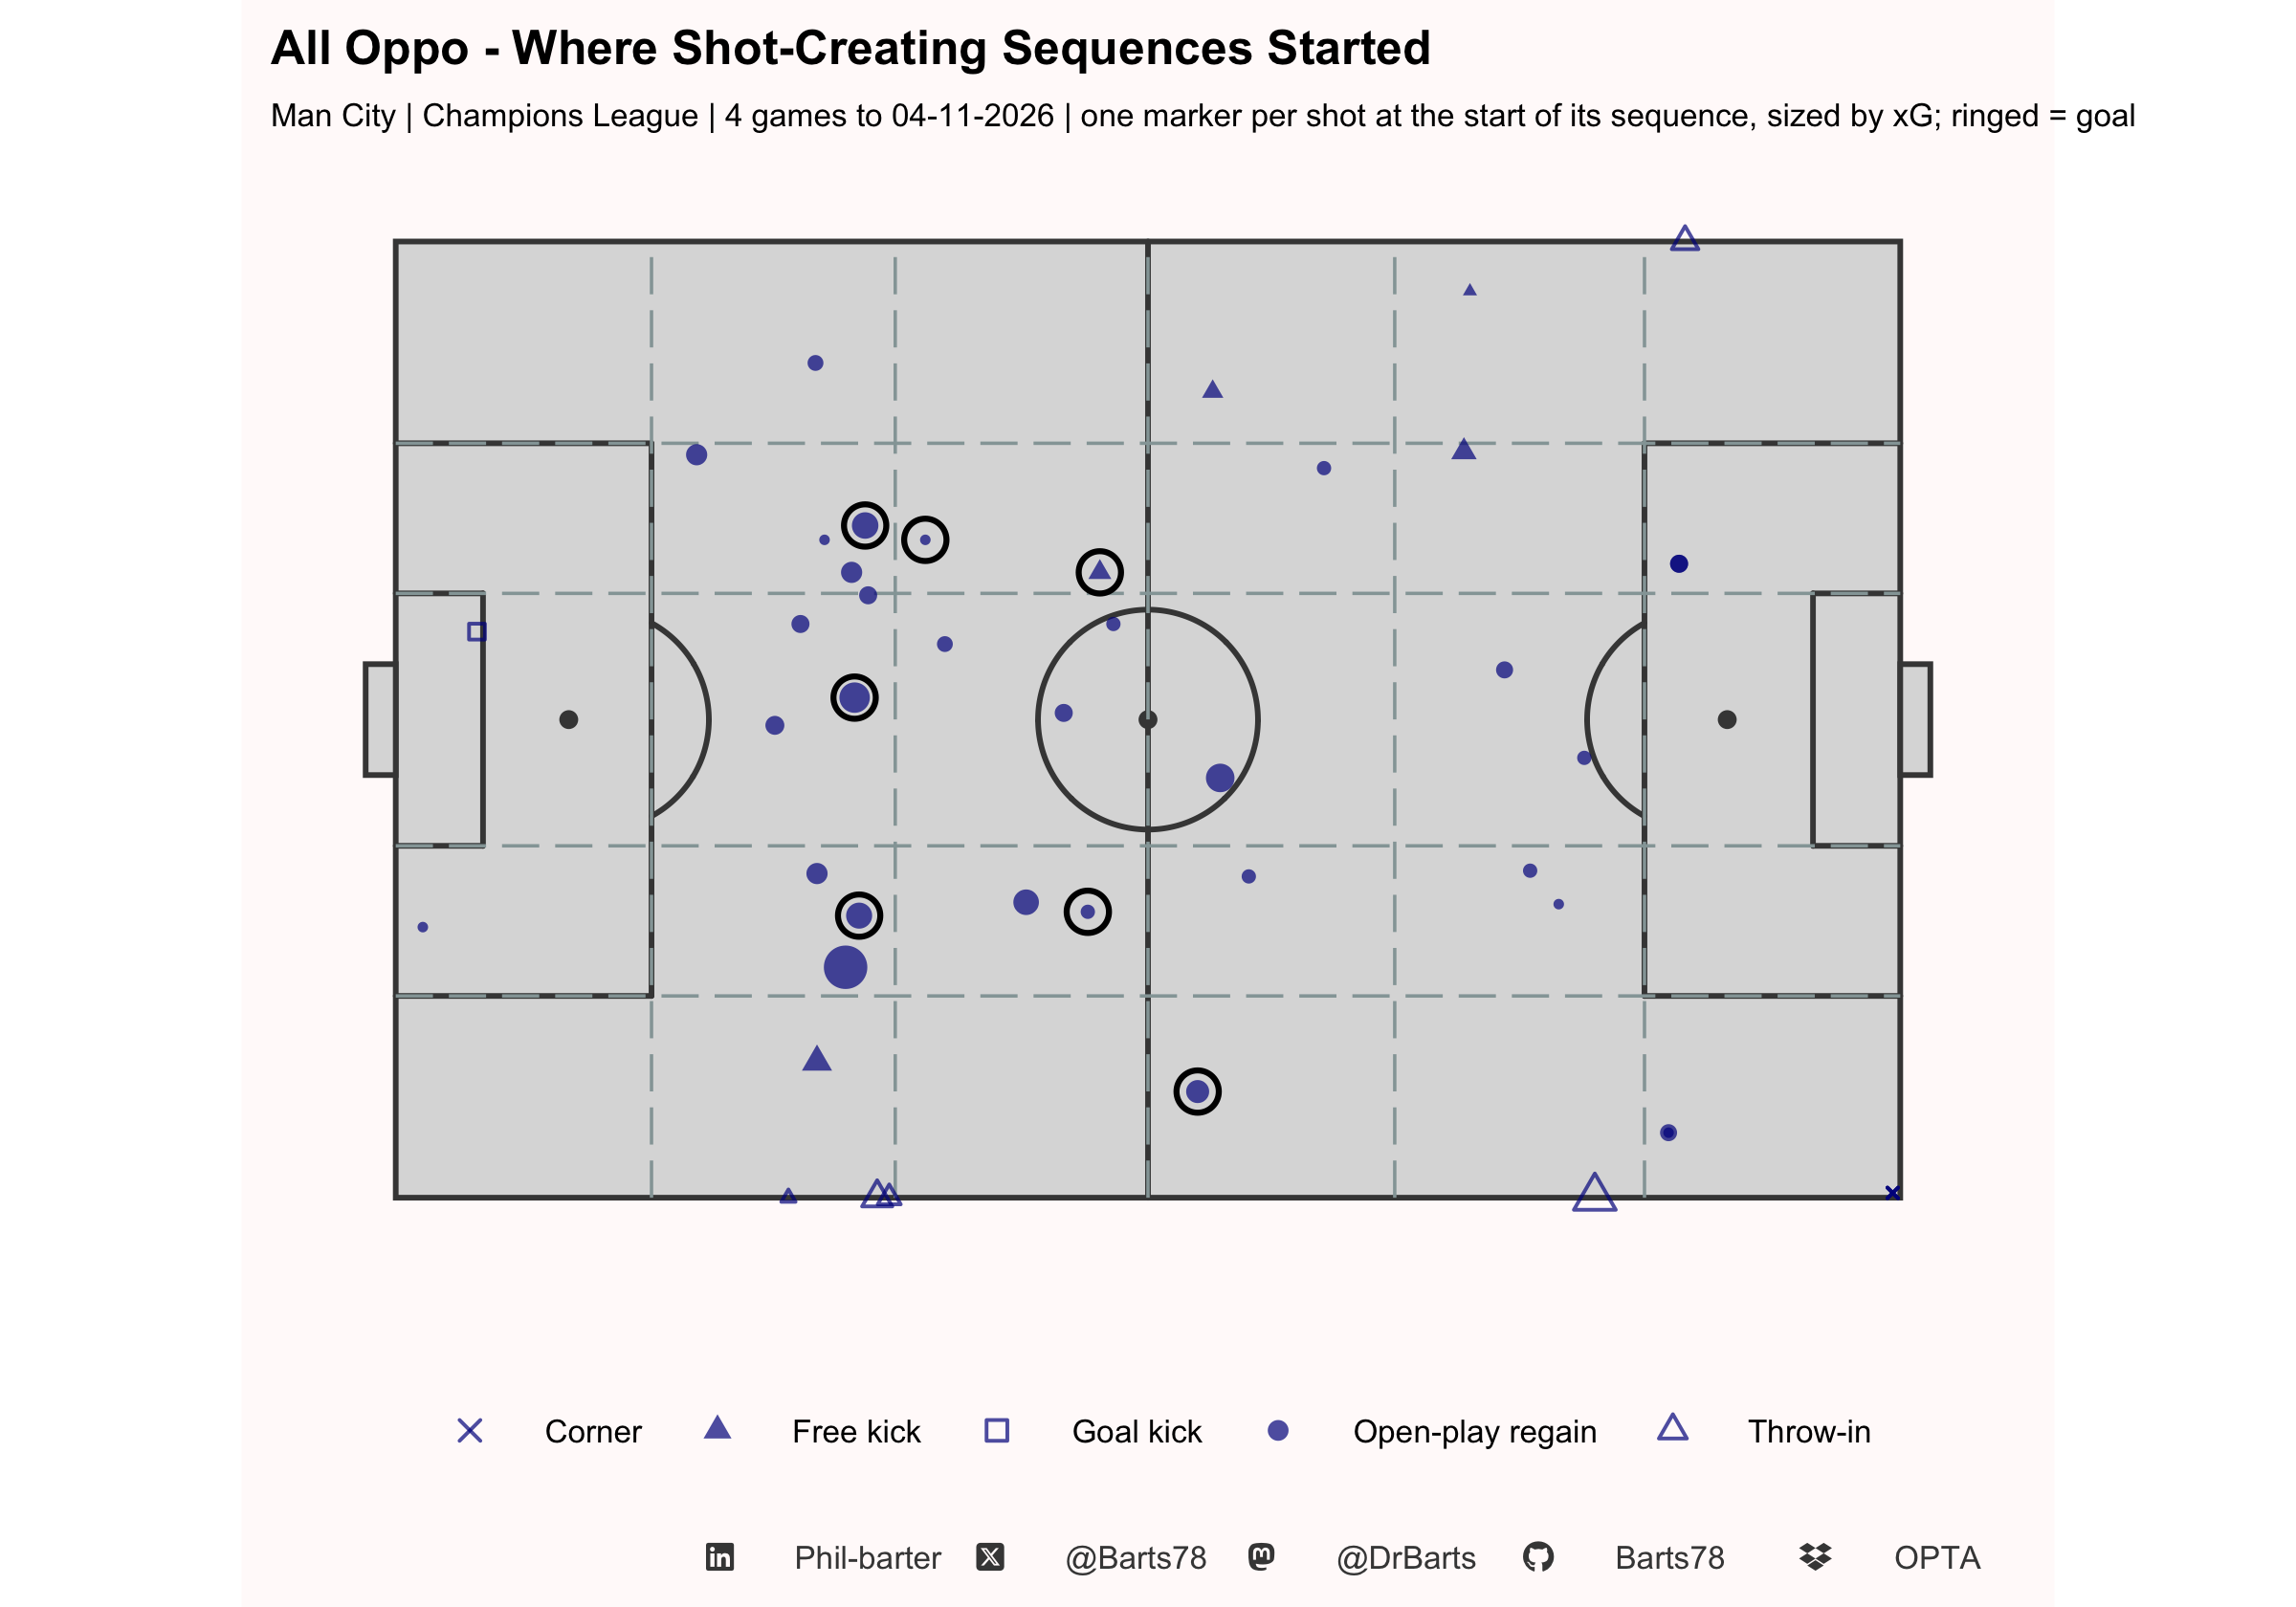 All Oppo - Where Shot-Creating Sequences Started
Man City | Champions League | 4 games to 04-11-2026 | one marker per shot at the start of its sequence, sized by xG; ringed = goal
Corner Free kick Goal kick Open-play regain Throw-in
Phil-barter @Barts78 @DrBarts Barts78 OPTA